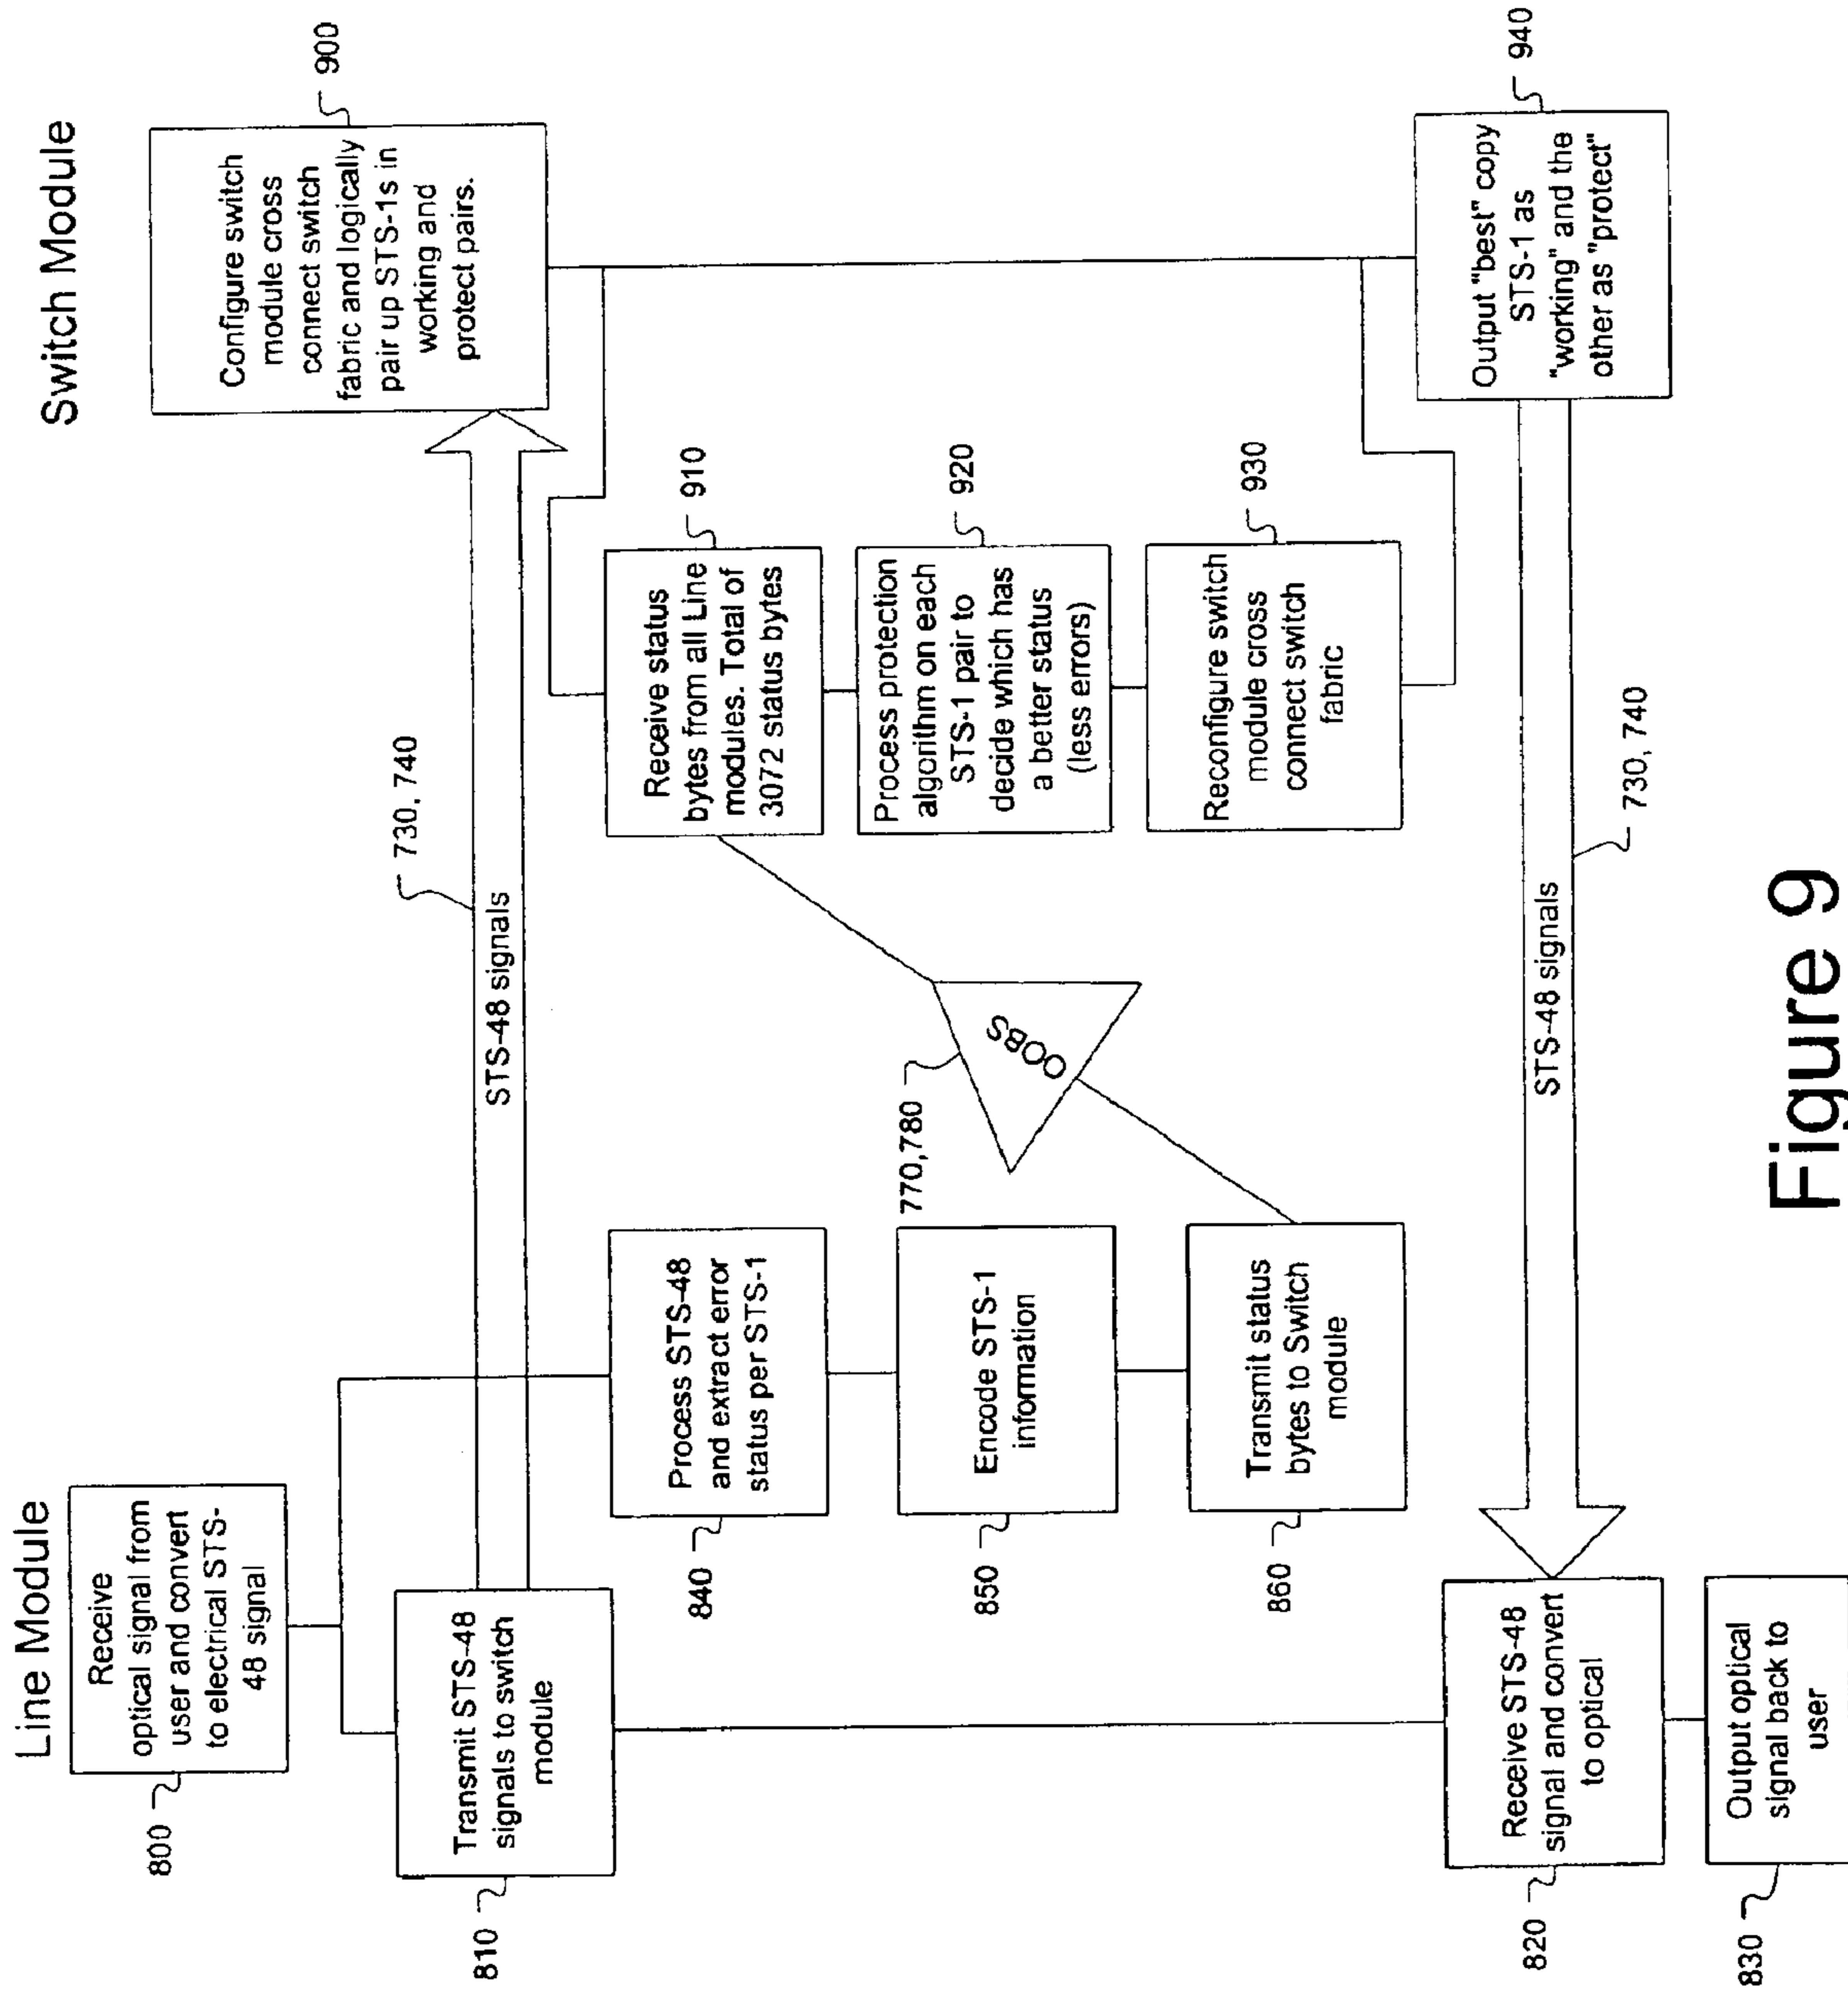 Line Module
Switch Module
Receive
optical signal from
user and convert
to electrical STS-
48 signal
800
Transmit STS-48
signals to switch
module
810
STS-48 signals
730, 740
Configure switch
module cross
connect switch
fabric and logically
pair up STS-1s in
working and
protect pairs.
900
Process STS-48
and extract error
status per STS-1
840
Encode STS-1
information
850
Transmit status
bytes to Switch
module
860
770,780
OOBS
Receive status
bytes from all Line
modules. Total of
3072 status bytes
910
Process protection
algorithm on each
STS-1 pair to
decide which has
a better status
(less errors)
920
Reconfigure switch
module cross
connect switch
fabric
930
Output "best" copy
STS-1 as
"working" and the
other as "protect"
940
STS-48 signals
730, 740
Receive STS-48
signal and convert
to optical
820
Output optical
signal back to
user
830
Figure 9